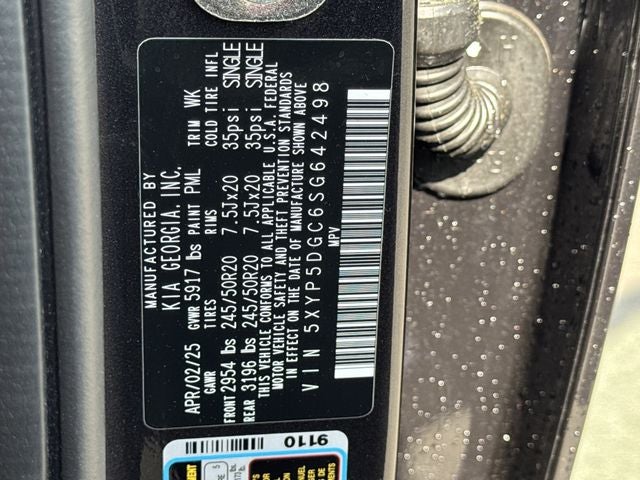 MANUFACTURED BY
KIA GEORGIA, INC.
APR/02/25 GVWR 5917 lbs PAINT PML TRIM WK
GAWR TIRES RIMS COLD TIRE INFL
FRONT 2954 lbs 245/50R20 7.5Jx20 35psi SINGLE
REAR 3196 lbs 245/50R20 7.5Jx20 35psi SINGLE
THIS VEHICLE CONFORMS TO ALL APPLICABLE U.S.A. FEDERAL
MOTOR VEHICLE SAFETY AND THEFT PREVENTION STANDARDS
IN EFFECT ON THE DATE OF MANUFACTURE SHOWN ABOVE
VIN 5XYP5DGC6SG642498
MPV
9110